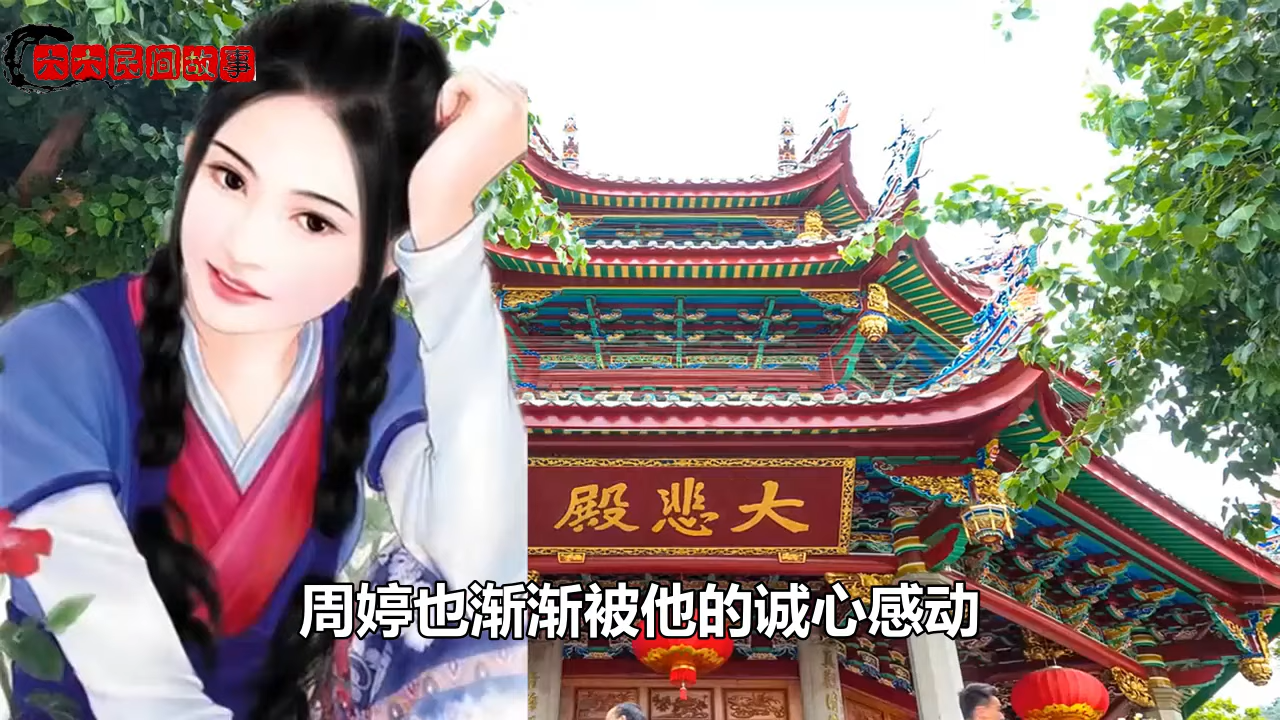 六六民间故事
大悲殿
周婷也渐渐被他的诚心感动